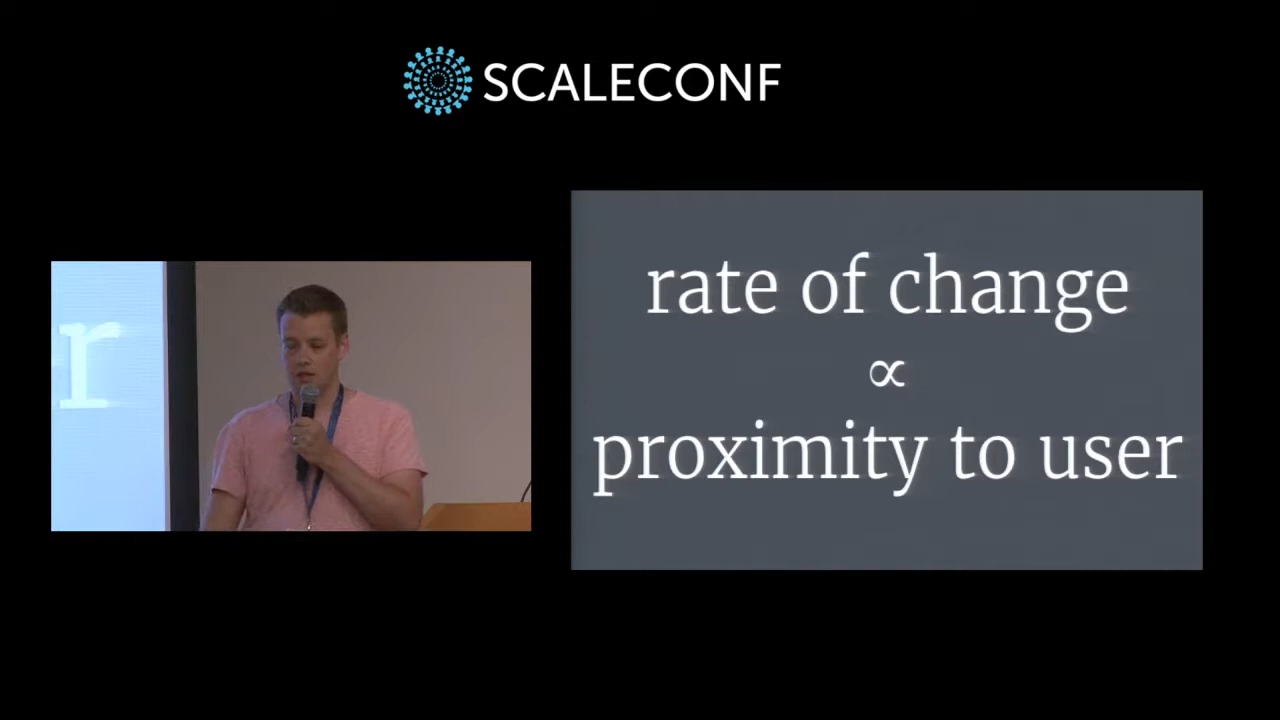 SCALECONF
r
rate of change
∝
proximity to user